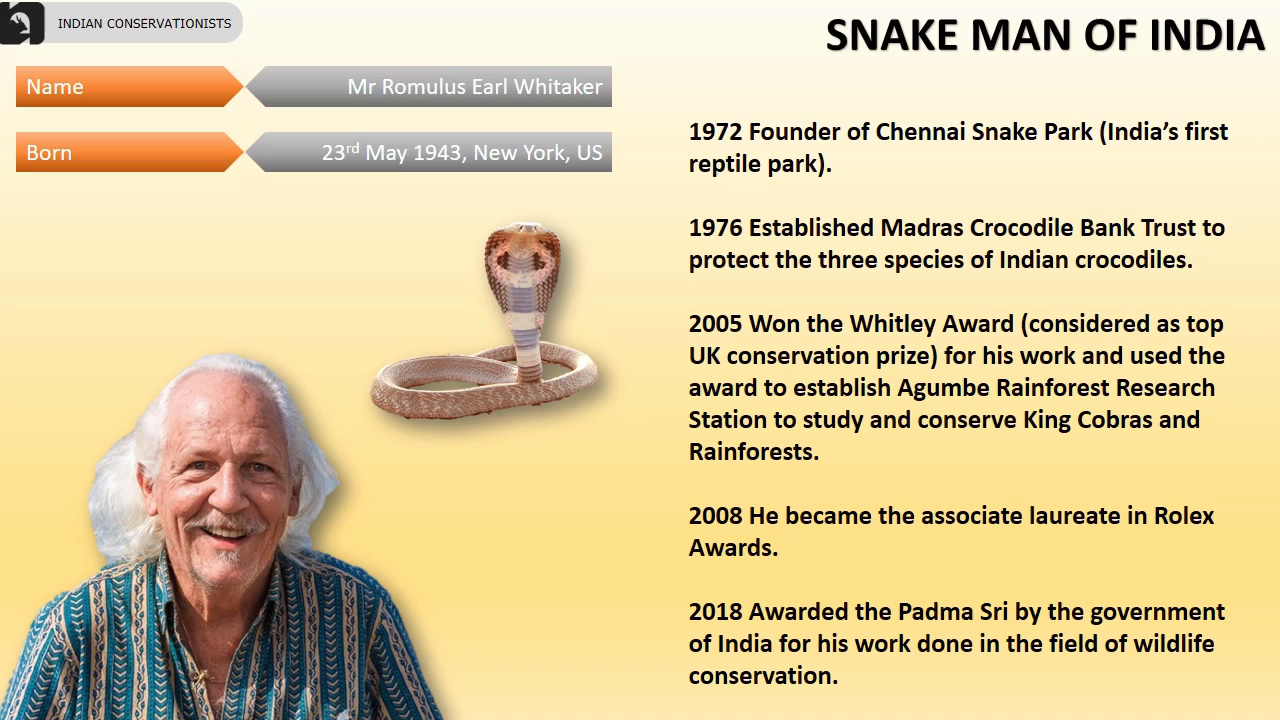 INDIAN CONSERVATIONISTS
SNAKE MAN OF INDIA
Name
Mr Romulus Earl Whitaker
Born
23rd May 1943, New York, US
1972 Founder of Chennai Snake Park (India’s first
reptile park).
1976 Established Madras Crocodile Bank Trust to
protect the three species of Indian crocodiles.
2005 Won the Whitley Award (considered as top
UK conservation prize) for his work and used the
award to establish Agumbe Rainforest Research
Station to study and conserve King Cobras and
Rainforests.
2008 He became the associate laureate in Rolex
Awards.
2018 Awarded the Padma Sri by the government
of India for his work done in the field of wildlife
conservation.